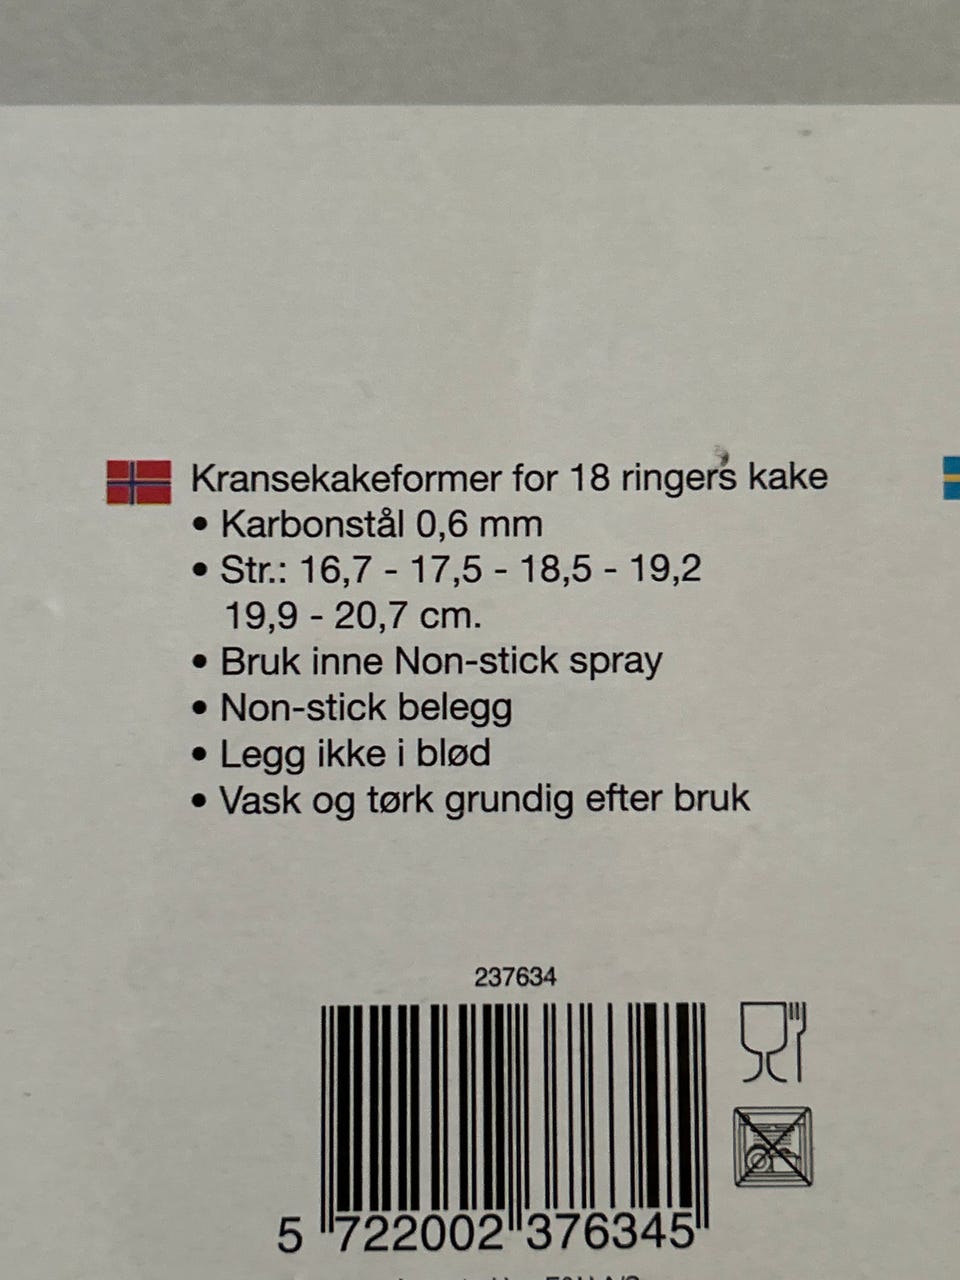 Kransekakeformer for 18 ringers kake
• Karbonstål 0,6 mm
• Str.: 16,7 - 17,5 - 18,5 - 19,2
19,9 - 20,7 cm.
• Bruk inne Non-stick spray
• Non-stick belegg
• Legg ikke i blød
• Vask og tørk grundig efter bruk
237634
5 722002 376345